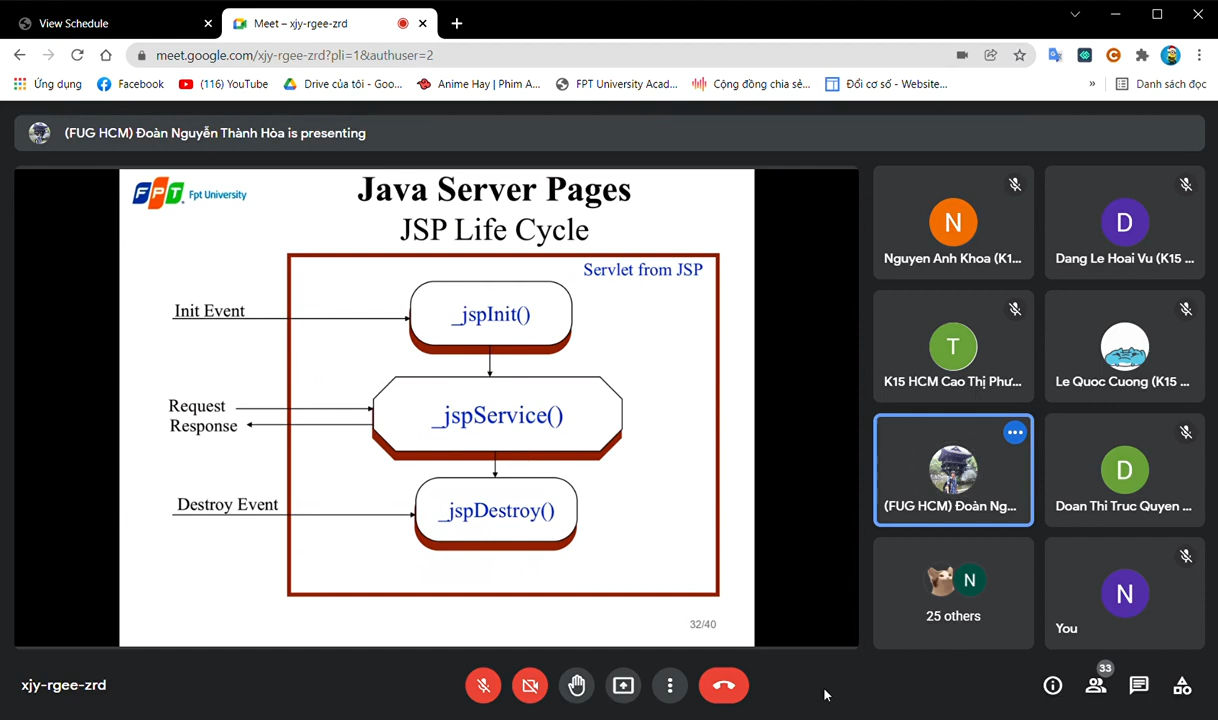 View Schedule
Meet – xjy-rgee-zrd
meet.google.com/xjy-rgee-zrd?pli=1&authuser=2
Ứng dụng
Facebook
(116) YouTube
Drive của tôi - Goo...
Anime Hay | Phim A...
FPT University Acad...
Cộng đồng chia sẻ...
Đổi cơ số - Website...
»
Danh sách đọc
(FUG HCM) Đoàn Nguyễn Thành Hòa is presenting
FPT Fpt University
Java Server Pages
JSP Life Cycle
Servlet from JSP
Init Event
_jspInit()
Request
Response
_jspService()
Destroy Event
_jspDestroy()
32/40
N
Nguyen Anh Khoa (K1...
D
Dang Le Hoai Vu (K15 ...
T
K15 HCM Cao Thị Phư...
Le Quoc Cuong (K15 ...
(FUG HCM) Đoàn Ng...
D
Doan Thi Truc Quyen ...
N
25 others
N
You
xjy-rgee-zrd
33